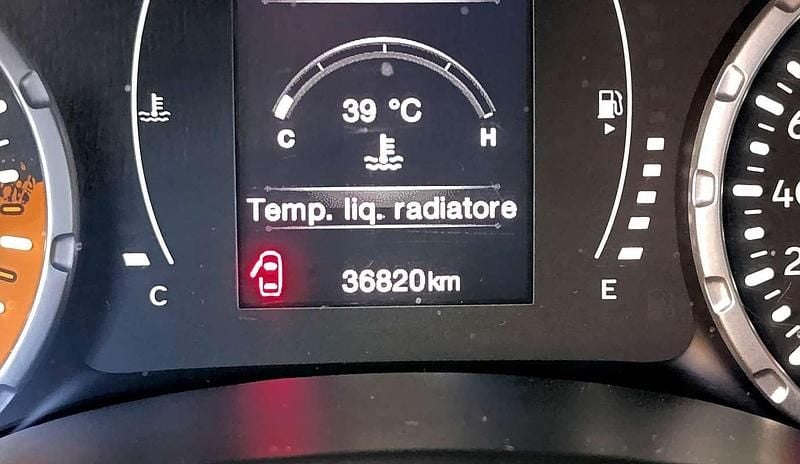 39 °C
C H
Temp. liq. radiatore
36820km
C
E